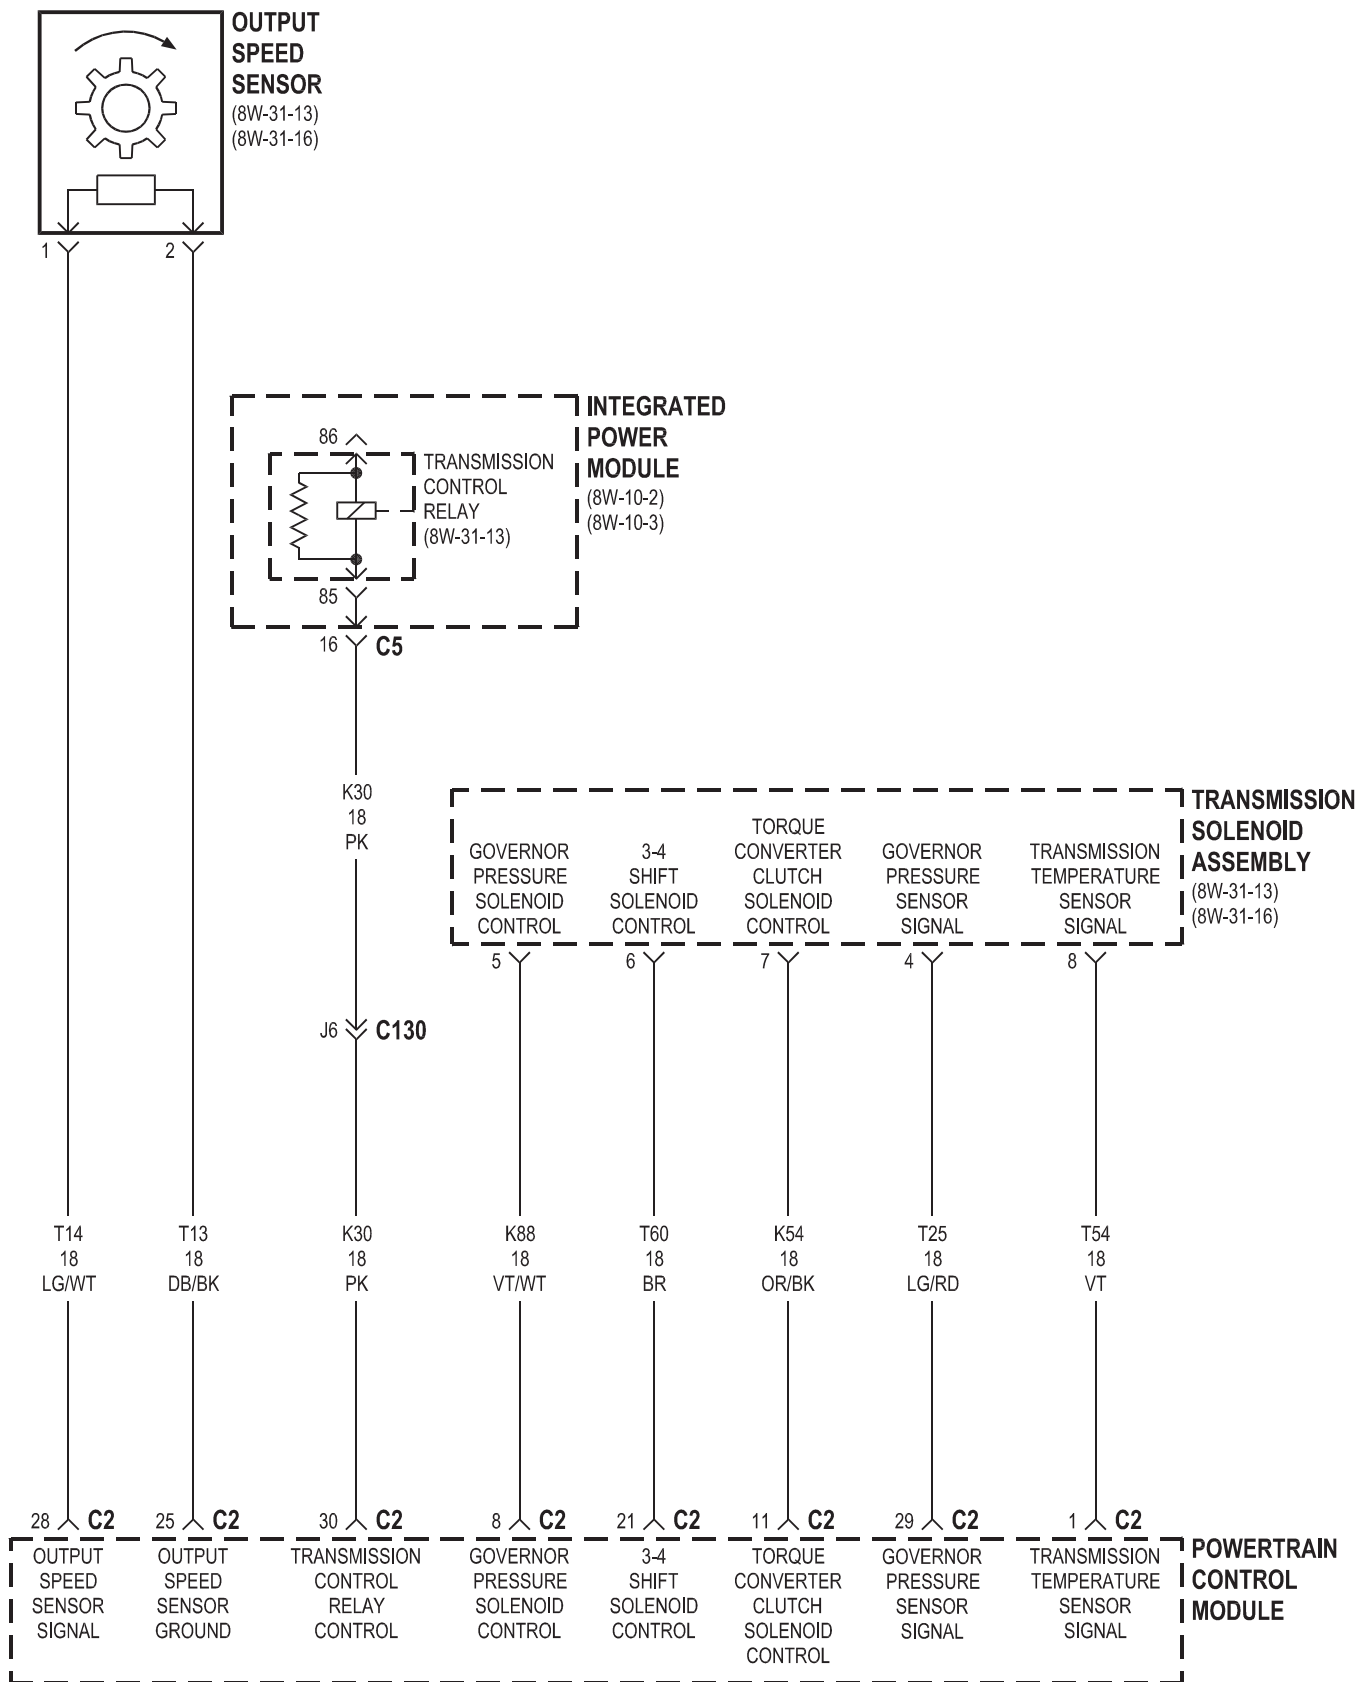 OUTPUT
SPEED
SENSOR
(8W-31-13)
(8W-31-16)
1
2
INTEGRATED
POWER
MODULE
(8W-10-2)
(8W-10-3)
86
TRANSMISSION
CONTROL
RELAY
(8W-31-13)
85
16
C5
K30
18
PK
TRANSMISSION
SOLENOID
ASSEMBLY
(8W-31-13)
(8W-31-16)
GOVERNOR
PRESSURE
SOLENOID
CONTROL
3-4
SHIFT
SOLENOID
CONTROL
TORQUE
CONVERTER
CLUTCH
SOLENOID
CONTROL
GOVERNOR
PRESSURE
SENSOR
SIGNAL
TRANSMISSION
TEMPERATURE
SENSOR
SIGNAL
5
6
7
4
8
J6
C130
T14
18
LG/WT
T13
18
DB/BK
K30
18
PK
K88
18
VT/WT
T60
18
BR
K54
18
OR/BK
T25
18
LG/RD
T54
18
VT
28 C2
25 C2
30 C2
8 C2
21 C2
11 C2
29 C2
1 C2
OUTPUT
SPEED
SENSOR
SIGNAL
OUTPUT
SPEED
SENSOR
GROUND
TRANSMISSION
CONTROL
RELAY
CONTROL
GOVERNOR
PRESSURE
SOLENOID
CONTROL
3-4
SHIFT
SOLENOID
CONTROL
TORQUE
CONVERTER
CLUTCH
SOLENOID
CONTROL
GOVERNOR
PRESSURE
SENSOR
SIGNAL
TRANSMISSION
TEMPERATURE
SENSOR
SIGNAL
POWERTRAIN
CONTROL
MODULE